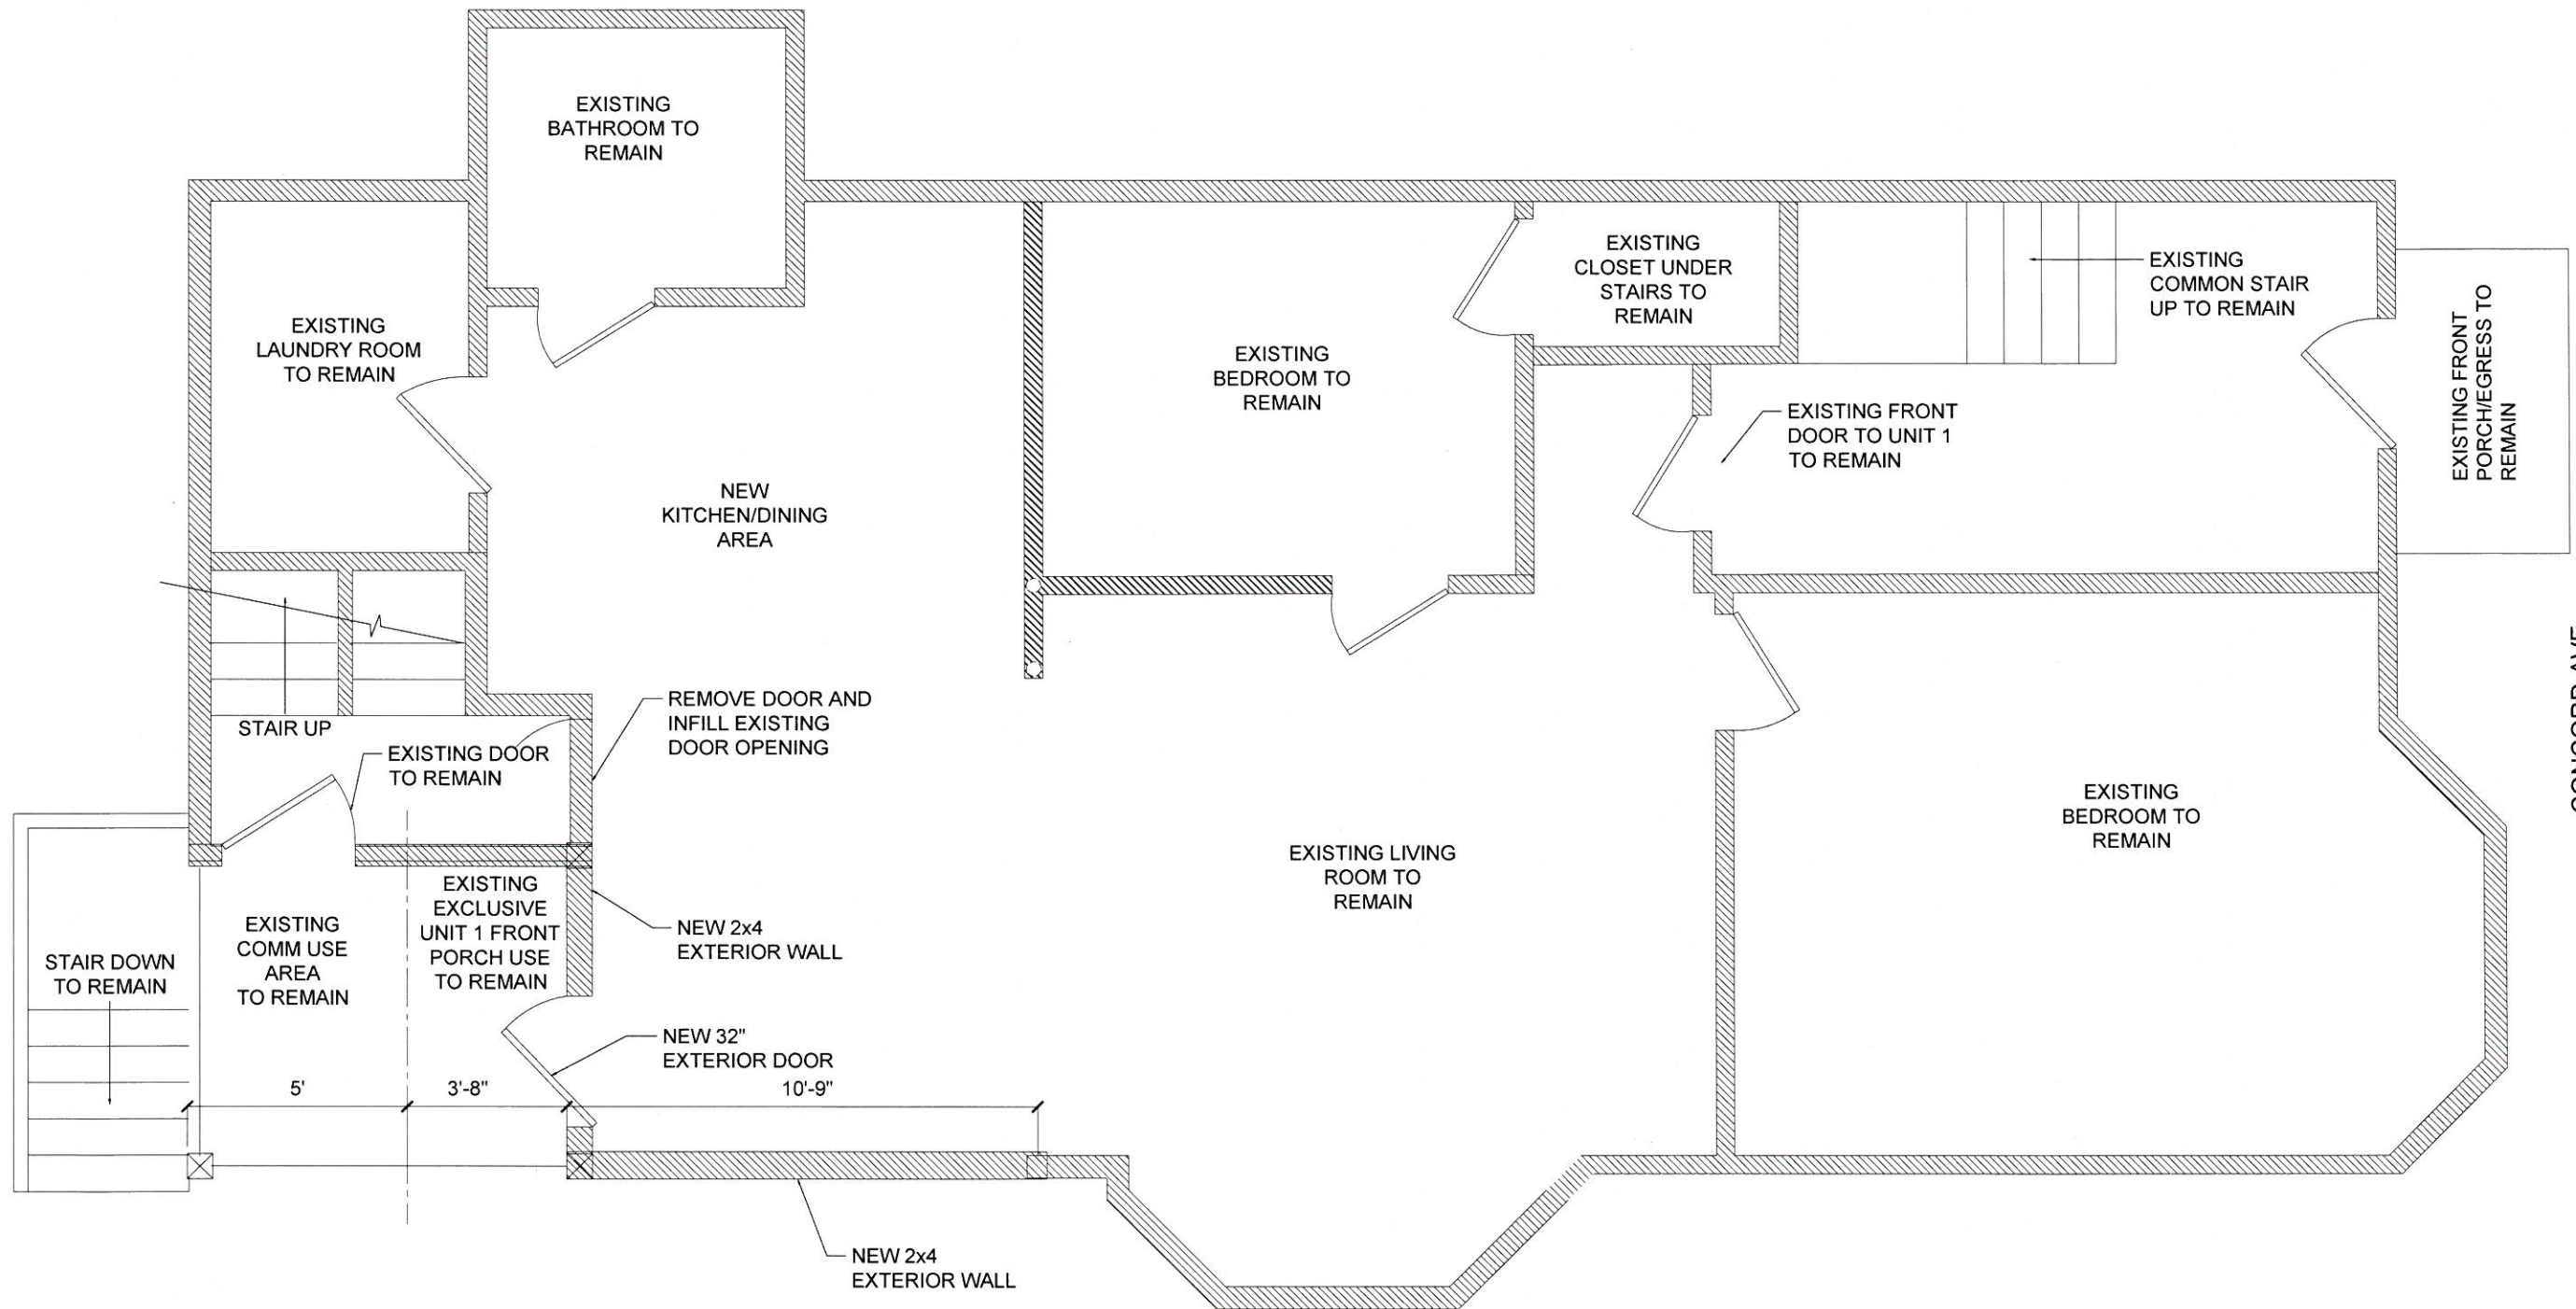 EXISTING
BATHROOM TO
REMAIN
EXISTING
LAUNDRY ROOM
TO REMAIN
NEW
KITCHEN/DINING
AREA
EXISTING
BEDROOM TO
REMAIN
EXISTING
CLOSET UNDER
STAIRS TO
REMAIN
EXISTING
COMMON STAIR
UP TO REMAIN
EXISTING FRONT
DOOR TO UNIT 1
TO REMAIN
EXISTING FRONT
PORCH/EGRESS TO
REMAIN
STAIR UP
EXISTING DOOR
TO REMAIN
REMOVE DOOR AND
INFILL EXISTING
DOOR OPENING
EXISTING LIVING
ROOM TO
REMAIN
EXISTING
BEDROOM TO
REMAIN
CONCORD AVE
STAIR DOWN
TO REMAIN
EXISTING
COMM USE
AREA
TO REMAIN
EXISTING
EXCLUSIVE
UNIT 1 FRONT
PORCH USE
TO REMAIN
NEW 2x4
EXTERIOR WALL
NEW 32"
EXTERIOR DOOR
5'
3'-8"
10'-9"
NEW 2x4
EXTERIOR WALL